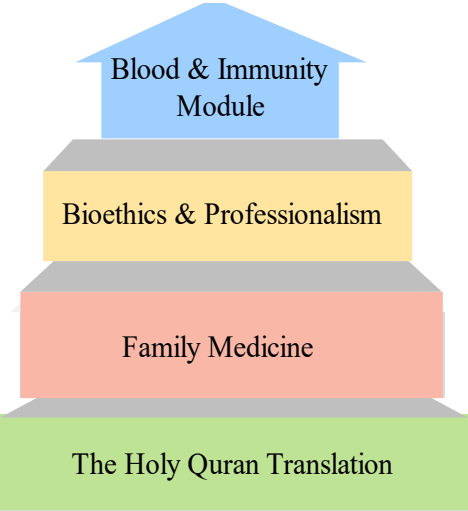 Blood & Immunity
Module
Bioethics & Professionalism
Family Medicine
The Holy Quran Translation